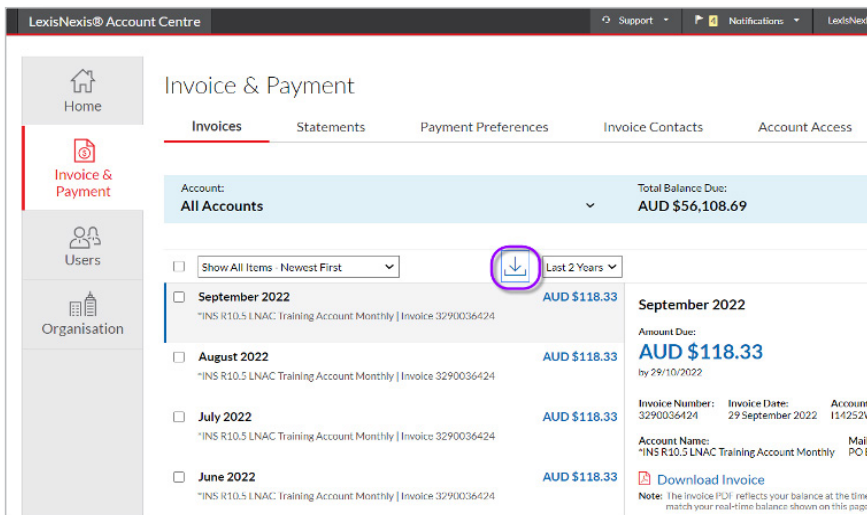 LexisNexis® Account Centre
Support
4 Notifications
LexisNexi
Home
Invoice &
Payment
Users
Organisation
Invoice & Payment
Invoices Statements Payment Preferences Invoice Contacts Account Access
Account:
All Accounts
Total Balance Due:
AUD $56,108.69
Show All Items - Newest First
Last 2 Years
September 2022 AUD $118.33
*INS R10.5 LNAC Training Account Monthly | Invoice 3290036424
August 2022 AUD $118.33
*INS R10.5 LNAC Training Account Monthly | Invoice 3290036424
July 2022 AUD $118.33
*INS R10.5 LNAC Training Account Monthly | Invoice 3290036424
June 2022 AUD $118.33
*INS R10.5 LNAC Training Account Monthly | Invoice 3290036424
September 2022
Amount Due:
AUD $118.33
by 29/10/2022
Invoice Number: Invoice Date: Account
3290036424 29 September 2022 I14252
Account Name: Mail
*INS R10.5 LNAC Training Account Monthly PO
Download Invoice
Note: The Invoice PDF reflects your balance at the time
match your real-time balance shown on this page